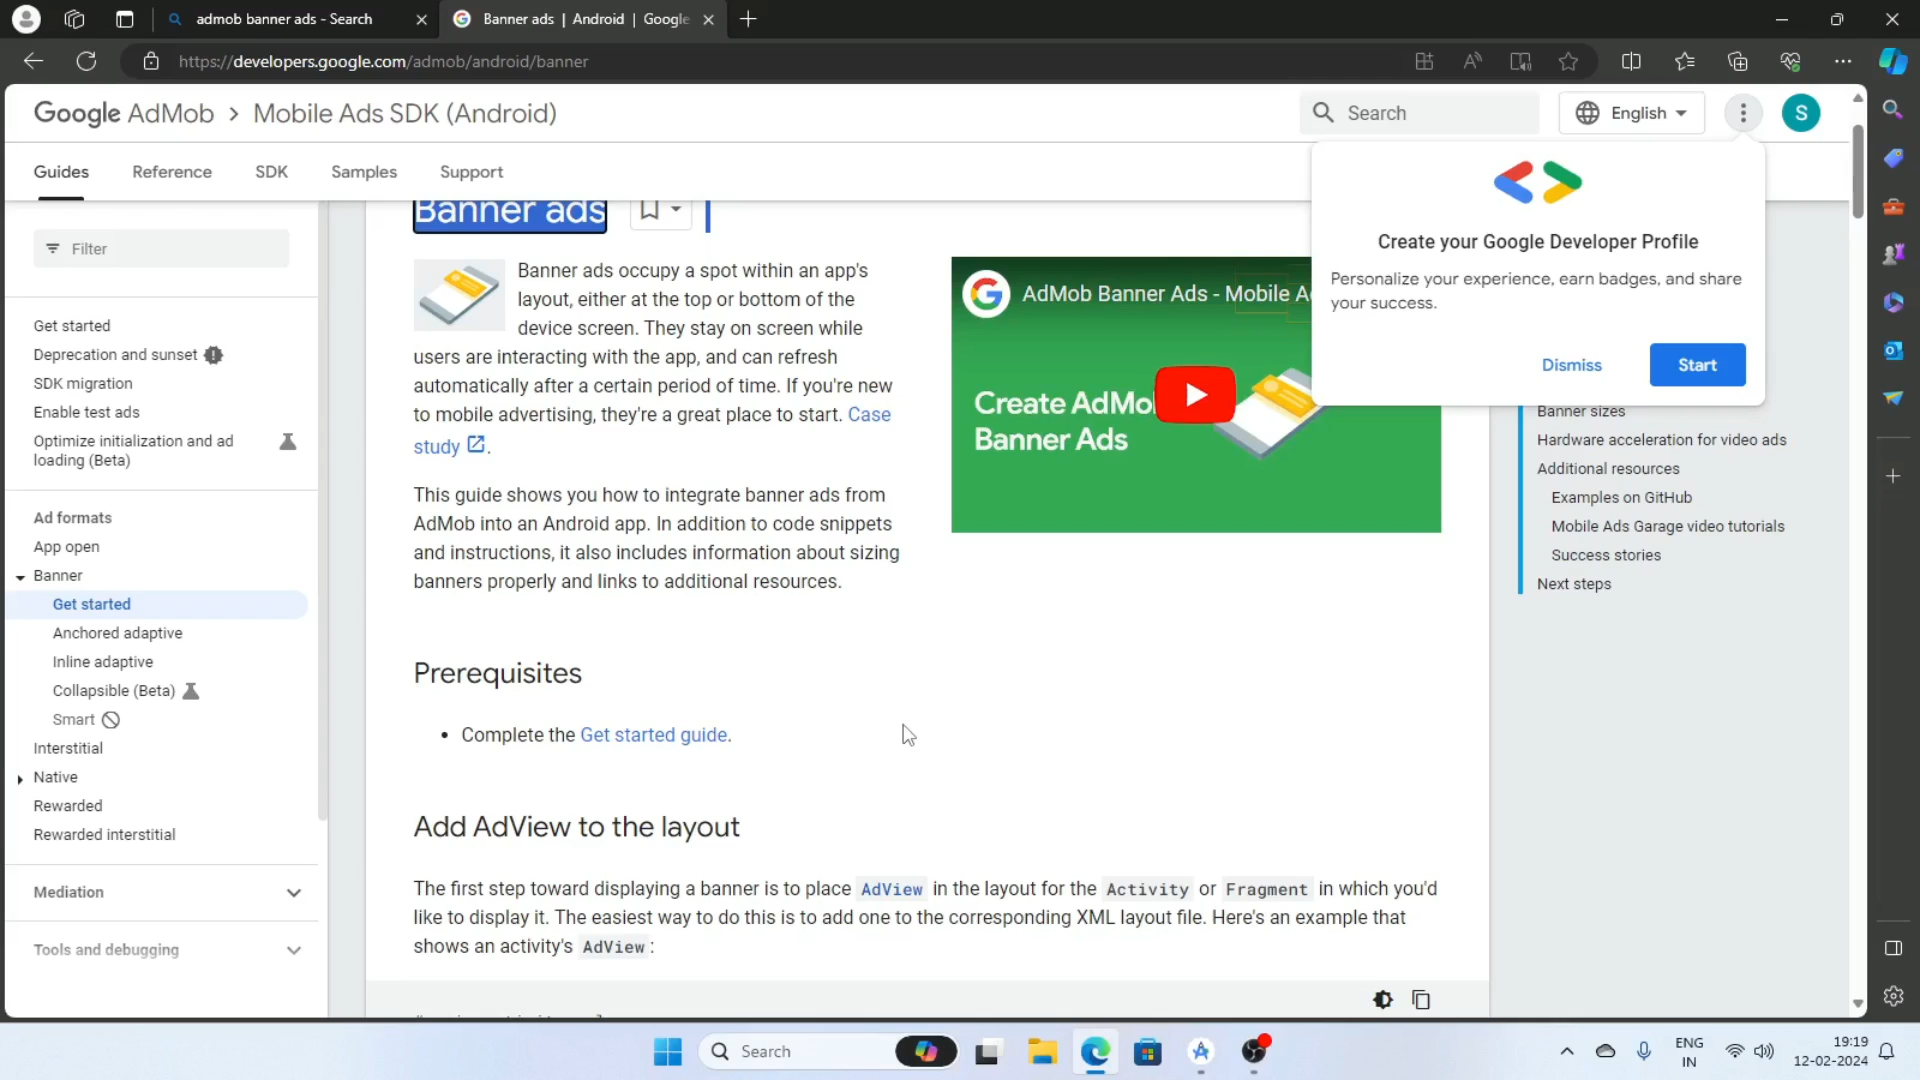 admob banner ads - Search
Banner ads | Android | Google
https://developers.google.com/admob/android/banner
Google AdMob > Mobile Ads SDK (Android)
Search
English
S
Guides
Reference
SDK
Samples
Support
Filter
Get started
Deprecation and sunset
SDK migration
Enable test ads
Optimize initialization and ad
loading (Beta)
Ad formats
App open
Banner
Get started
Anchored adaptive
Inline adaptive
Collapsible (Beta)
Smart
Interstitial
Native
Rewarded
Rewarded interstitial
Mediation
Tools and debugging
Banner ads
Banner ads occupy a spot within an app's
layout, either at the top or bottom of the
device screen. They stay on screen while
users are interacting with the app, and can refresh
automatically after a certain period of time. If you're new
to mobile advertising, they're a great place to start. Case
study.
This guide shows you how to integrate banner ads from
AdMob into an Android app. In addition to code snippets
and instructions, it also includes information about sizing
banners properly and links to additional resources.
AdMob Banner Ads - Mobile
Create
Banner Ads
Prerequisites
• Complete the Get started guide.
Add AdView to the layout
The first step toward displaying a banner is to place AdView in the layout for the Activity or Fragment in which you'd
like to display it. The easiest way to do this is to add one to the corresponding XML layout file. Here's an example that
shows an activity's AdView:
Create your Google Developer Profile
Personalize your experience, earn badges, and share
your success.
Dismiss
Start
Banner sizes
Hardware acceleration for video ads
Additional resources
Examples on GitHub
Mobile Ads Garage video tutorials
Success stories
Next steps
Search
ENG
IN
19:19
12-02-2024